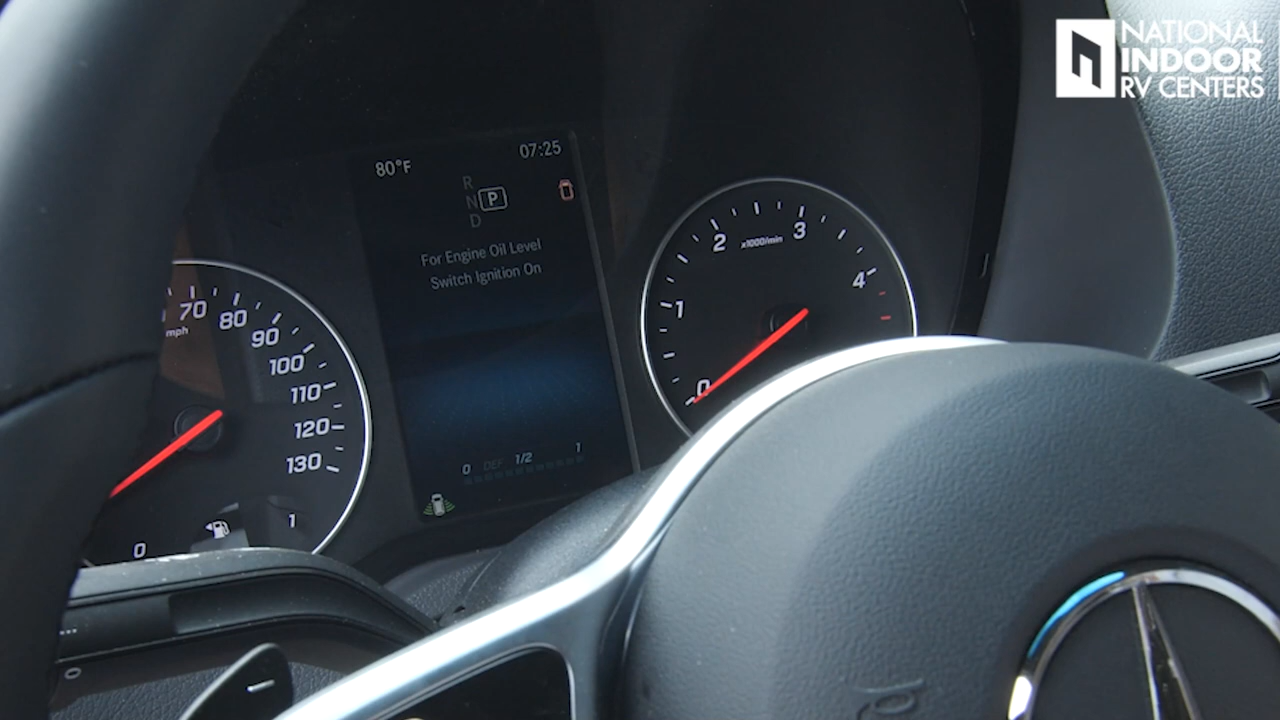 NATIONAL
INDOOR
RV CENTERS
80°F
07:25
R
N P
D
For Engine Oil Level
Switch Ignition On
0 DEF 1/2 1
70
80
90
100
110
120
130
mph
0
1
0
1
2
3
4
x1000/min